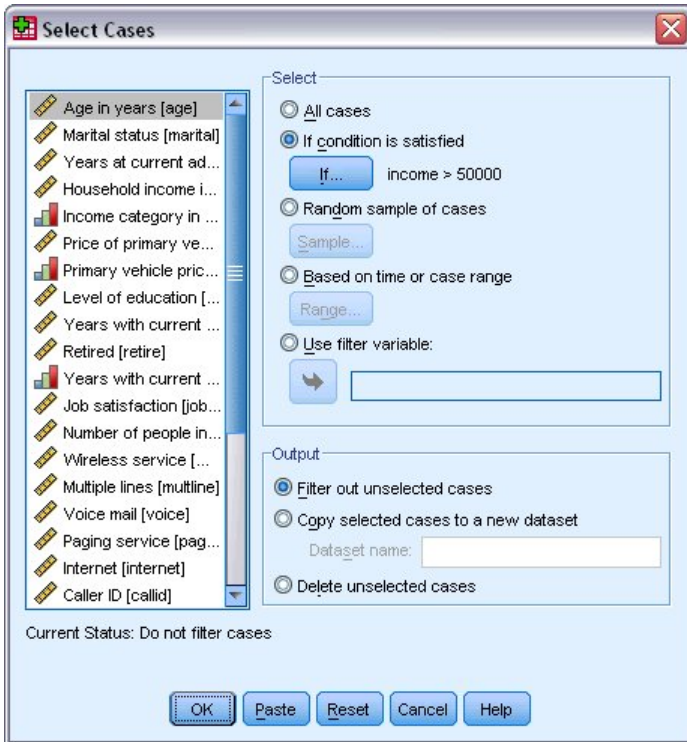 Select Cases
Age in years [age]
Marital status [marital]
Years at current ad...
Household income i...
Income category in ...
Price of primary ve...
Primary vehicle pric...
Level of education [...
Years with current ...
Retired [retire]
Years with current ...
Job satisfaction [job...
Number of people in...
Wireless service [...
Multiple lines [multline]
Voice mail [voice]
Paging service [pag...
Internet [internet]
Caller ID [callid]
Select
All cases
If condition is satisfied
If... income > 50000
Random sample of cases
Sample...
Based on time or case range
Range...
Use filter variable:
Output
Filter out unselected cases
Copy selected cases to a new dataset
Dataset name:
Delete unselected cases
Current Status: Do not filter cases
OK Paste Reset Cancel Help